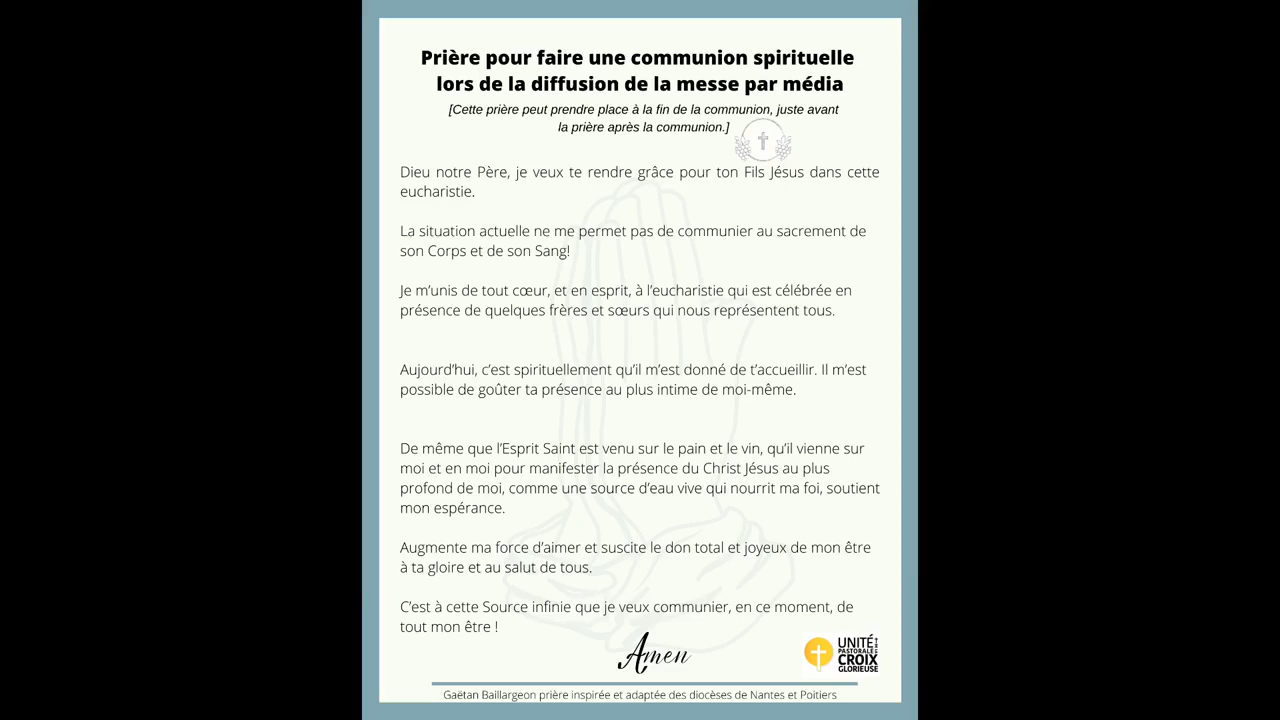 Prière pour faire une communion spirituelle
lors de la diffusion de la messe par média
[Cette prière peut prendre place à la fin de la communion, juste avant
la prière après la communion.]
Dieu notre Père, je veux te rendre grâce pour ton Fils Jésus dans cette
eucharistie.
La situation actuelle ne me permet pas de communier au sacrement de
son Corps et de son Sang!
Je m’unis de tout cœur, et en esprit, à l’eucharistie qui est célébrée en
présence de quelques frères et sœurs qui nous représentent tous.
Aujourd’hui, c’est spirituellement qu’il m’est donné de t’accueillir. Il m’est
possible de goûter ta présence au plus intime de moi-même.
De même que l’Esprit Saint est venu sur le pain et le vin, qu’il vienne sur
moi et en moi pour manifester la présence du Christ Jésus au plus
profond de moi, comme une source d’eau vive qui nourrit ma foi, soutient
mon espérance.
Augmente ma force d’aimer et suscite le don total et joyeux de mon être
à ta gloire et au salut de tous.
C’est à cette Source infinie que je veux communier, en ce moment, de
tout mon être !
Amen
UNITÉ
PASTORALE
CROIX
GLORIEUSE
Gaëtan Baillargeon prière inspirée et adaptée des diocèses de Nantes et Poitiers